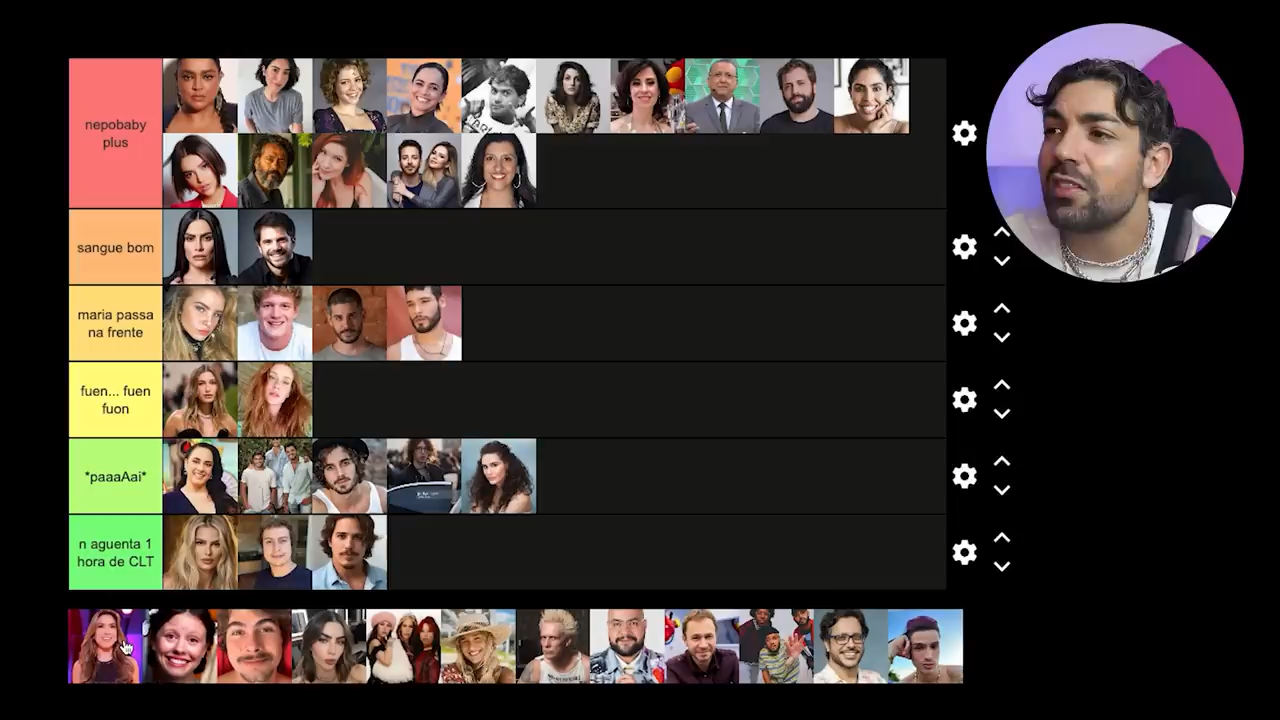 nepobaby
plus
sangue bom
maria passa
na frente
fuen... fuen
fuon
*paaaAai*
n aguenta 1
hora de CLT